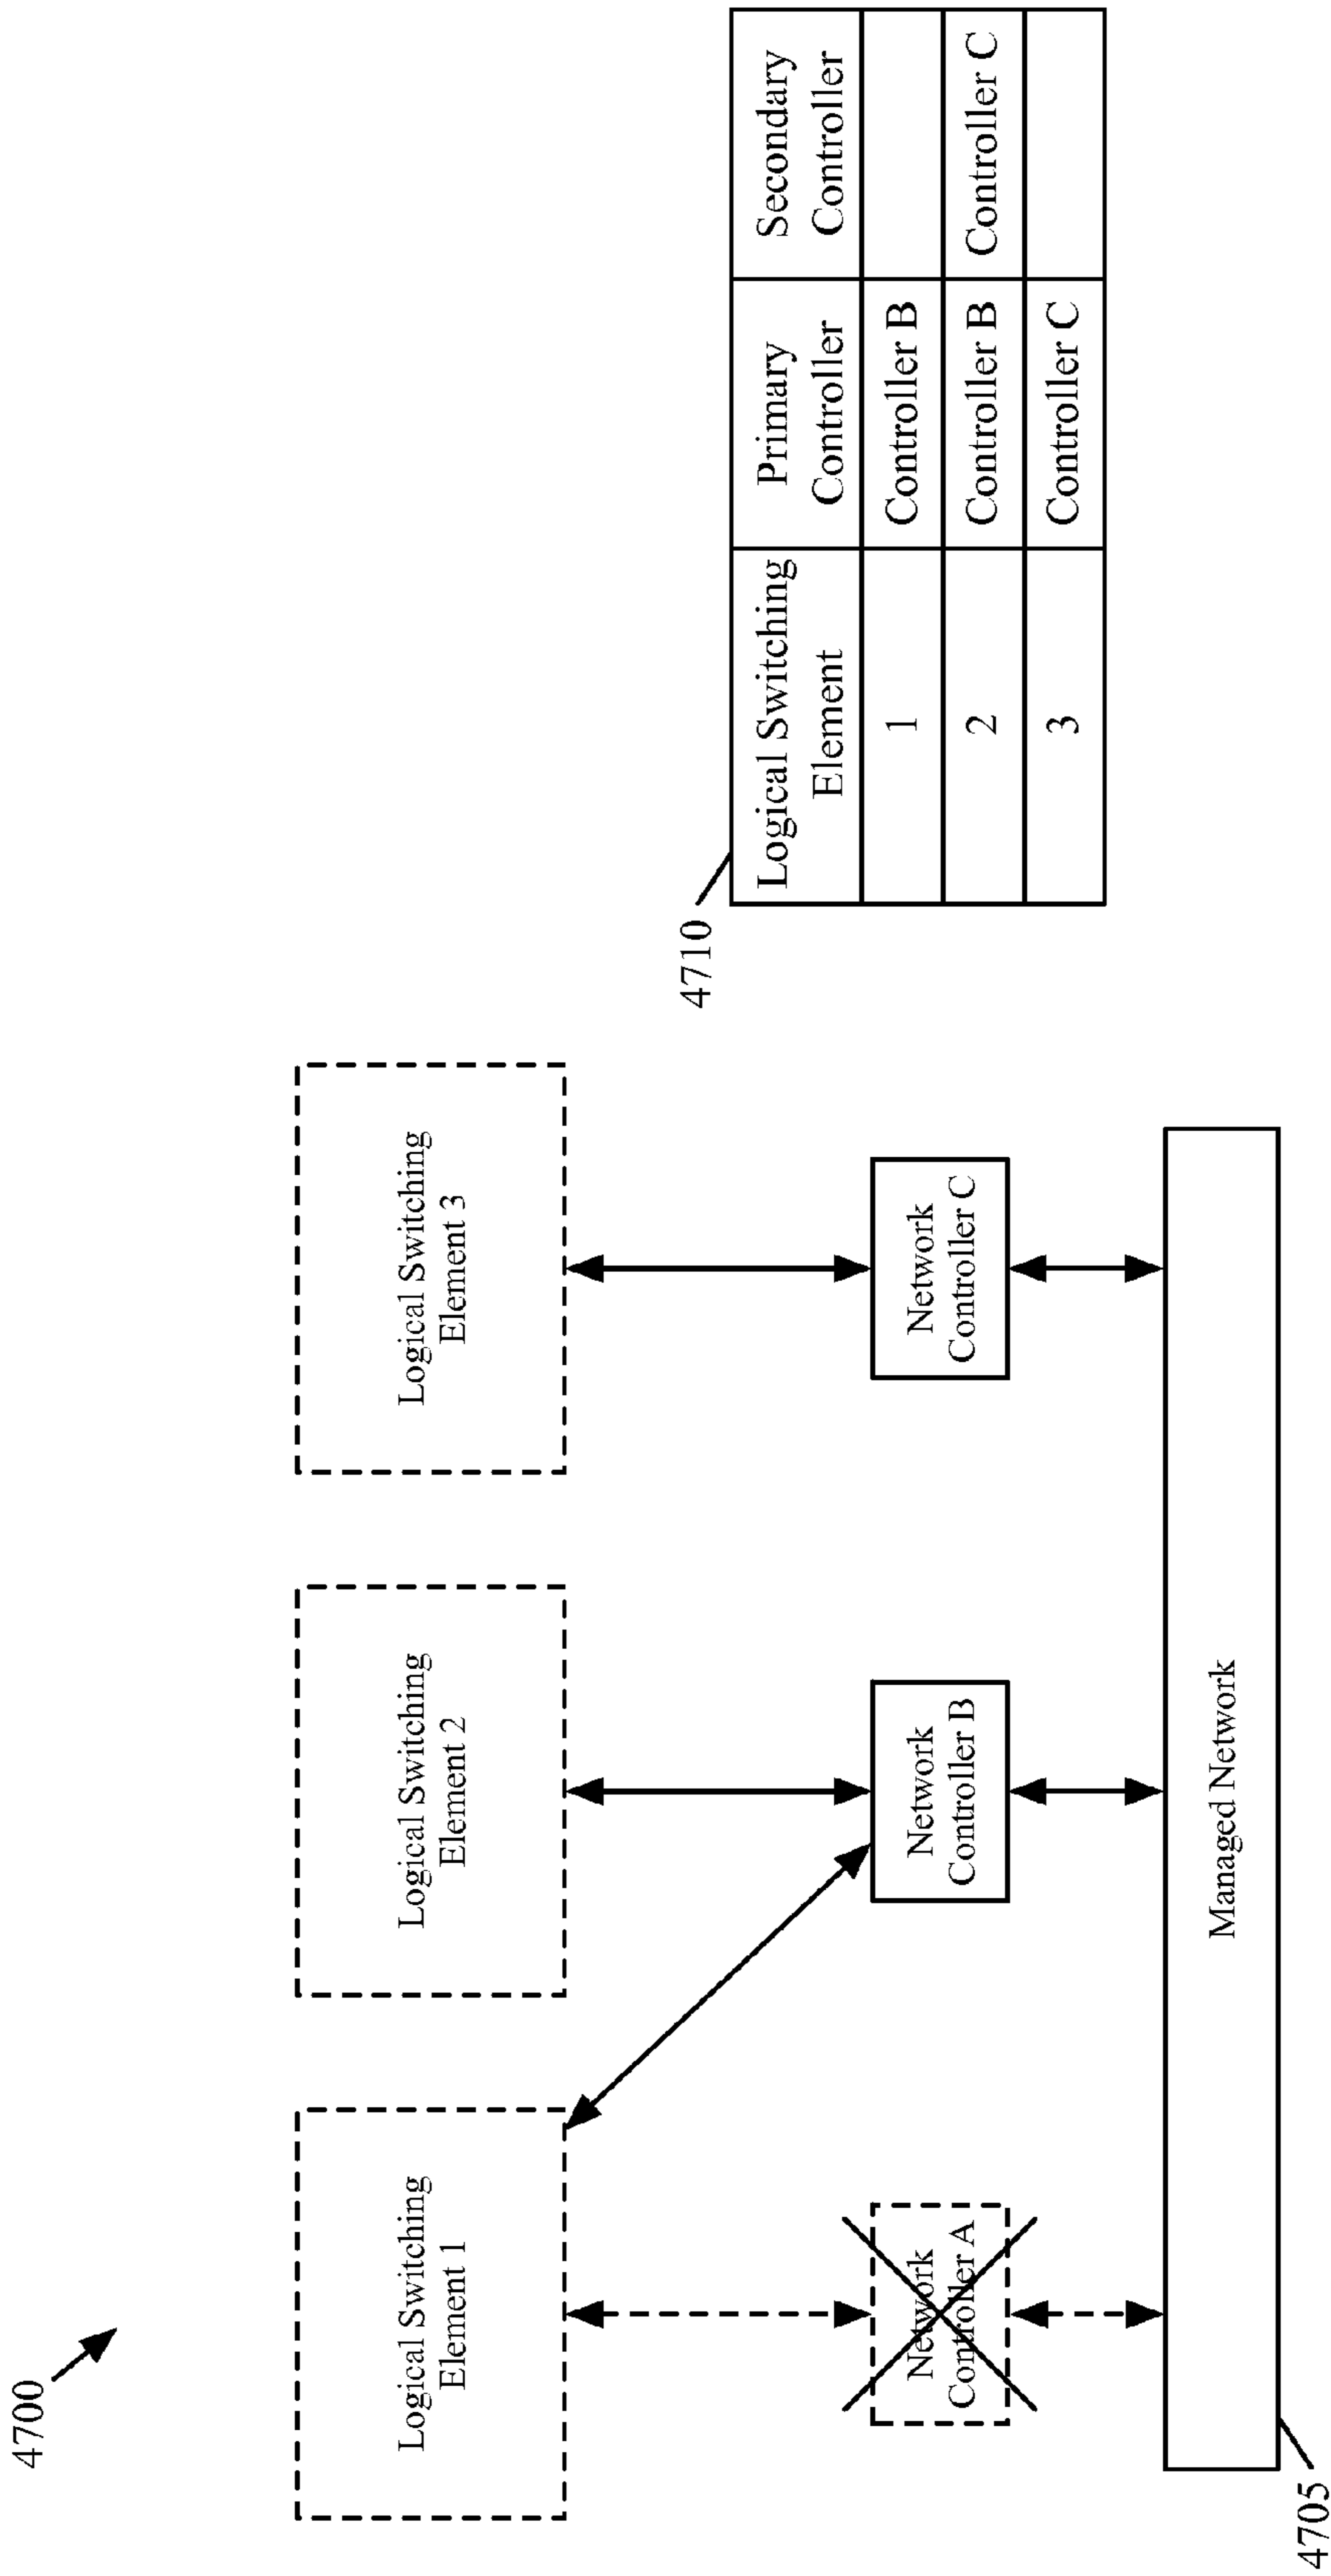 4700
Logical Switching
Element 1
Logical Switching
Element 2
Logical Switching
Element 3
Network
Controller A
Network
Controller B
Network
Controller C
Managed Network
4705
4710
Logical Switching
Element
Primary
Controller
Secondary
Controller
1
Controller B
2
Controller B
Controller C
3
Controller C